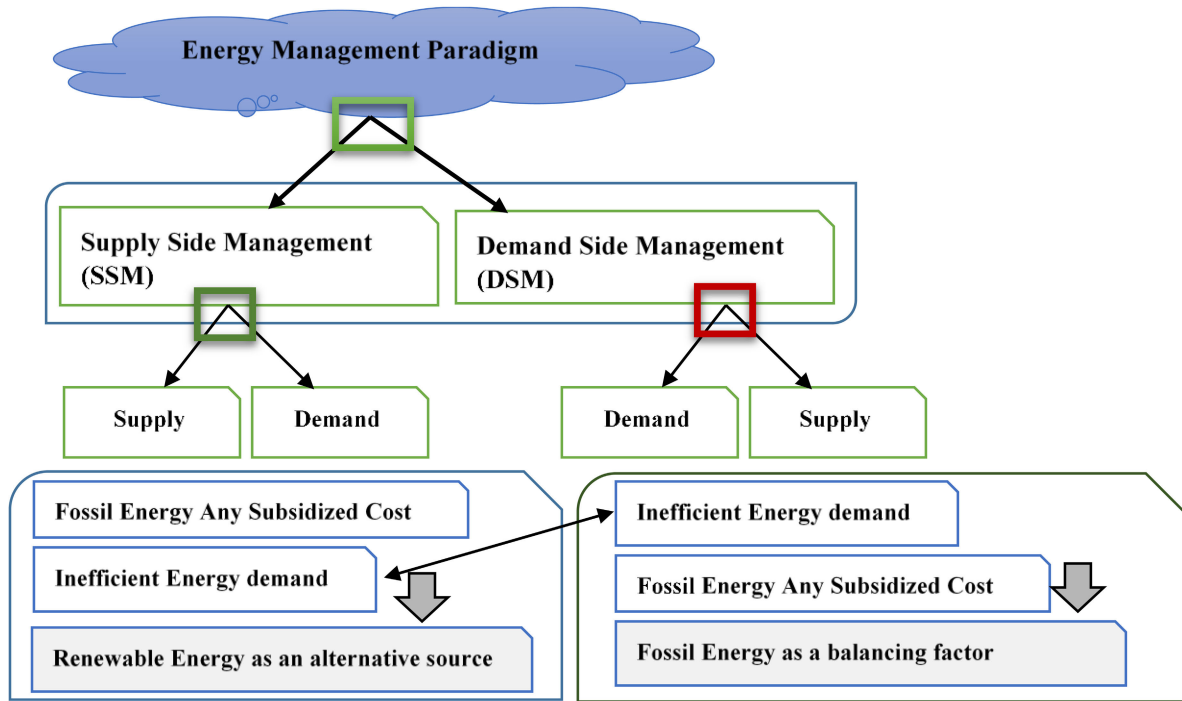 Energy Management Paradigm
Supply Side Management
(SSM)
Demand Side Management
(DSM)
Supply
Demand
Demand
Supply
Fossil Energy Any Subsidized Cost
Inefficient Energy demand
Renewable Energy as an alternative source
Inefficient Energy demand
Fossil Energy Any Subsidized Cost
Fossil Energy as a balancing factor